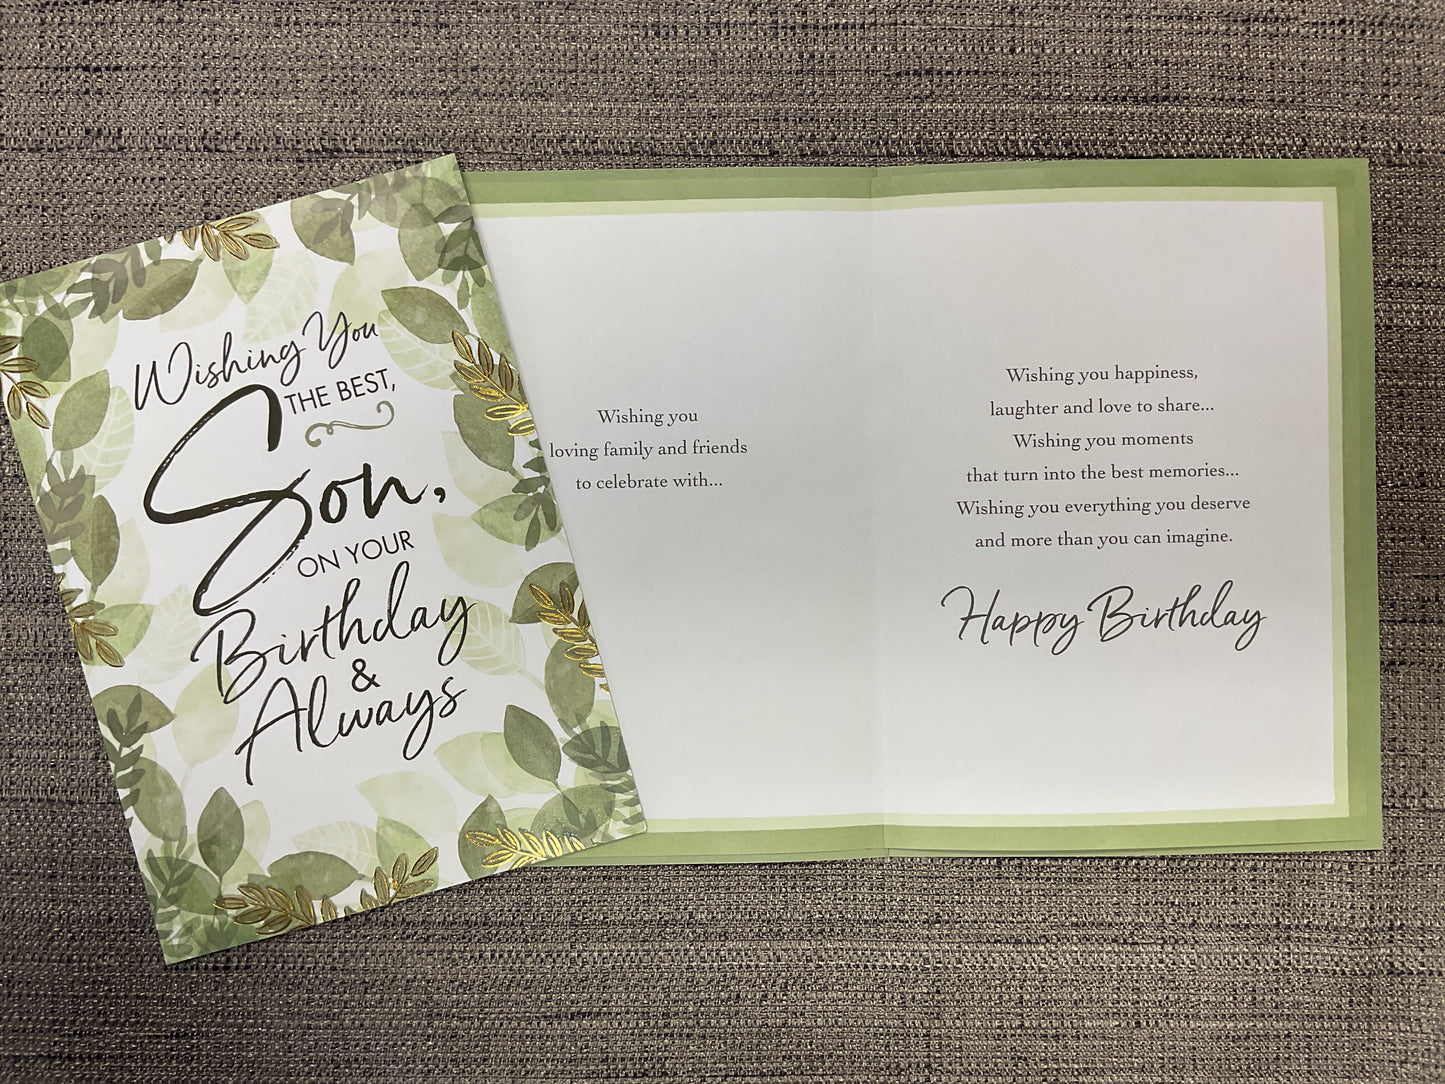 Wishing You
THE BEST,
Son,
ON YOUR
Birthday
&
Always
Wishing you
loving family and friends
to celebrate with...
Wishing you happiness,
laughter and love to share...
Wishing you moments
that turn into the best memories...
Wishing you everything you deserve
and more than you can imagine.
Happy Birthday